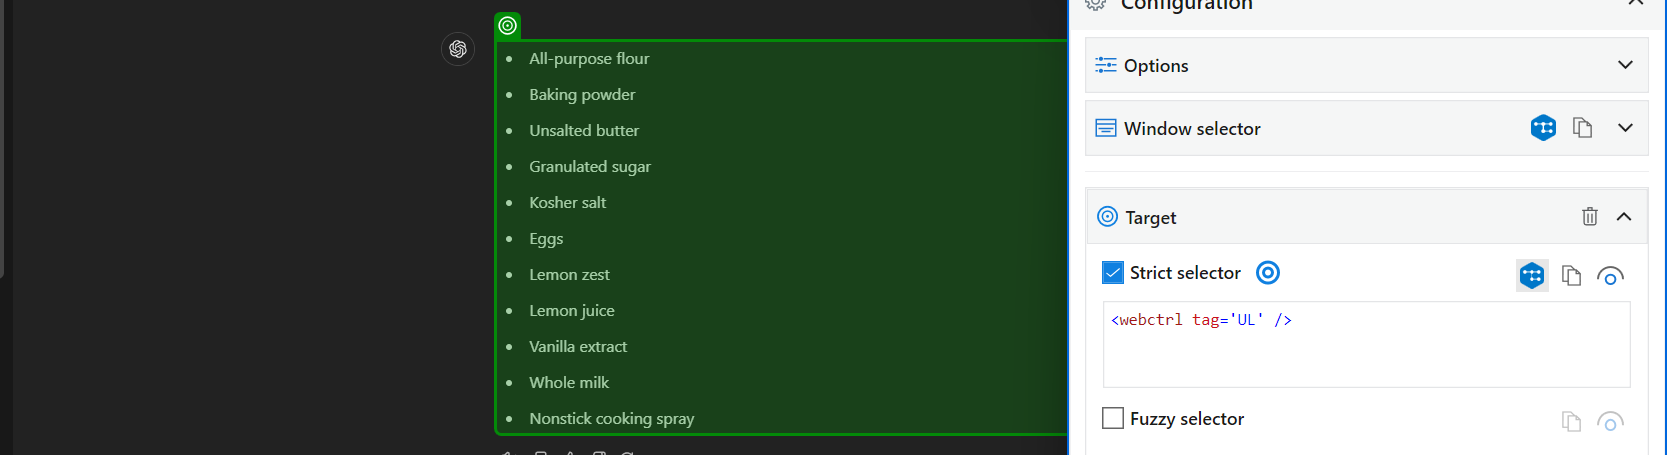 Configuration
All-purpose flour
Baking powder
Unsalted butter
Granulated sugar
Kosher salt
Eggs
Lemon zest
Lemon juice
Vanilla extract
Whole milk
Nonstick cooking spray
Options
Window selector
Target
Strict selector
<webctrl tag='UL' />
Fuzzy selector